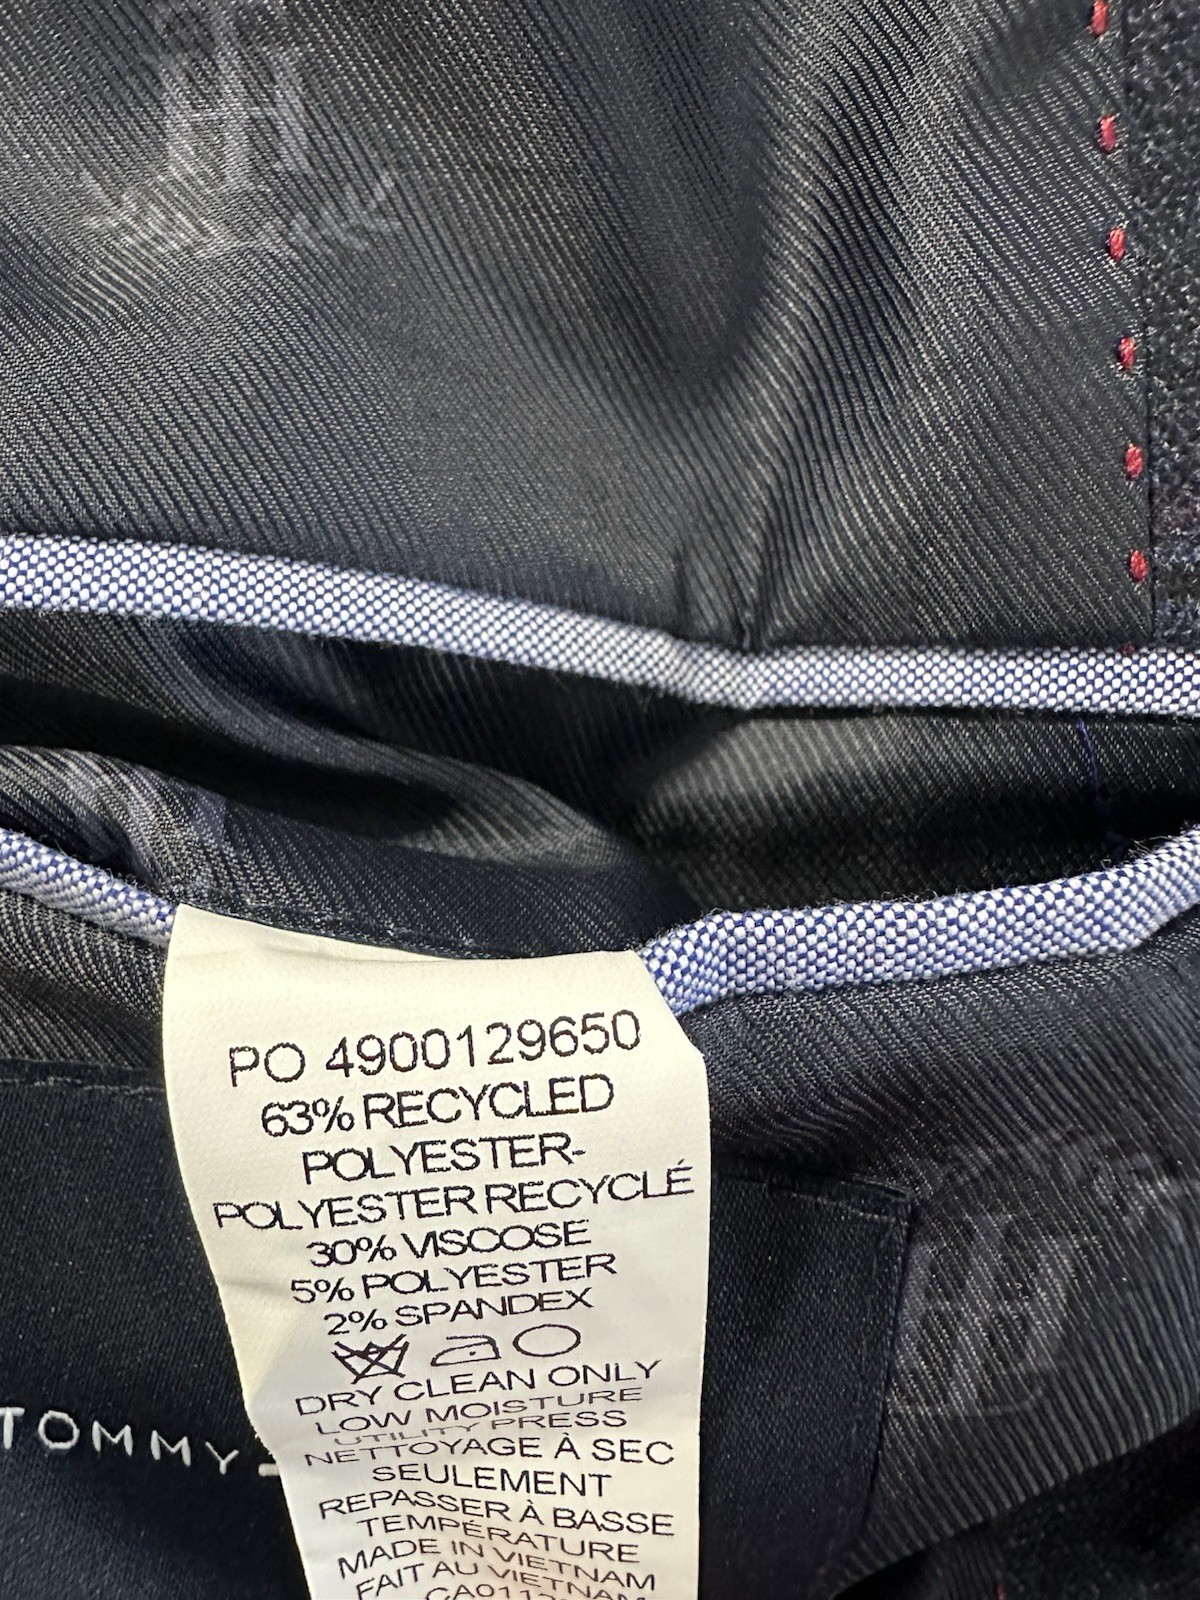 PO 4900129650
63% RECYCLED
POLYESTER-
POLYESTER RECYCLÉ
30% VISCOSE
5% POLYESTER
2% SPANDEX
DRY CLEAN ONLY
LOW MOISTURE
UTILITY PRESS
NETTOYAGE À SEC
SEULEMENT
REPASSER À BASSE
TEMPÉRATURE
MADE IN VIETNAM
FAIT AU VIETNAM
TOMMY